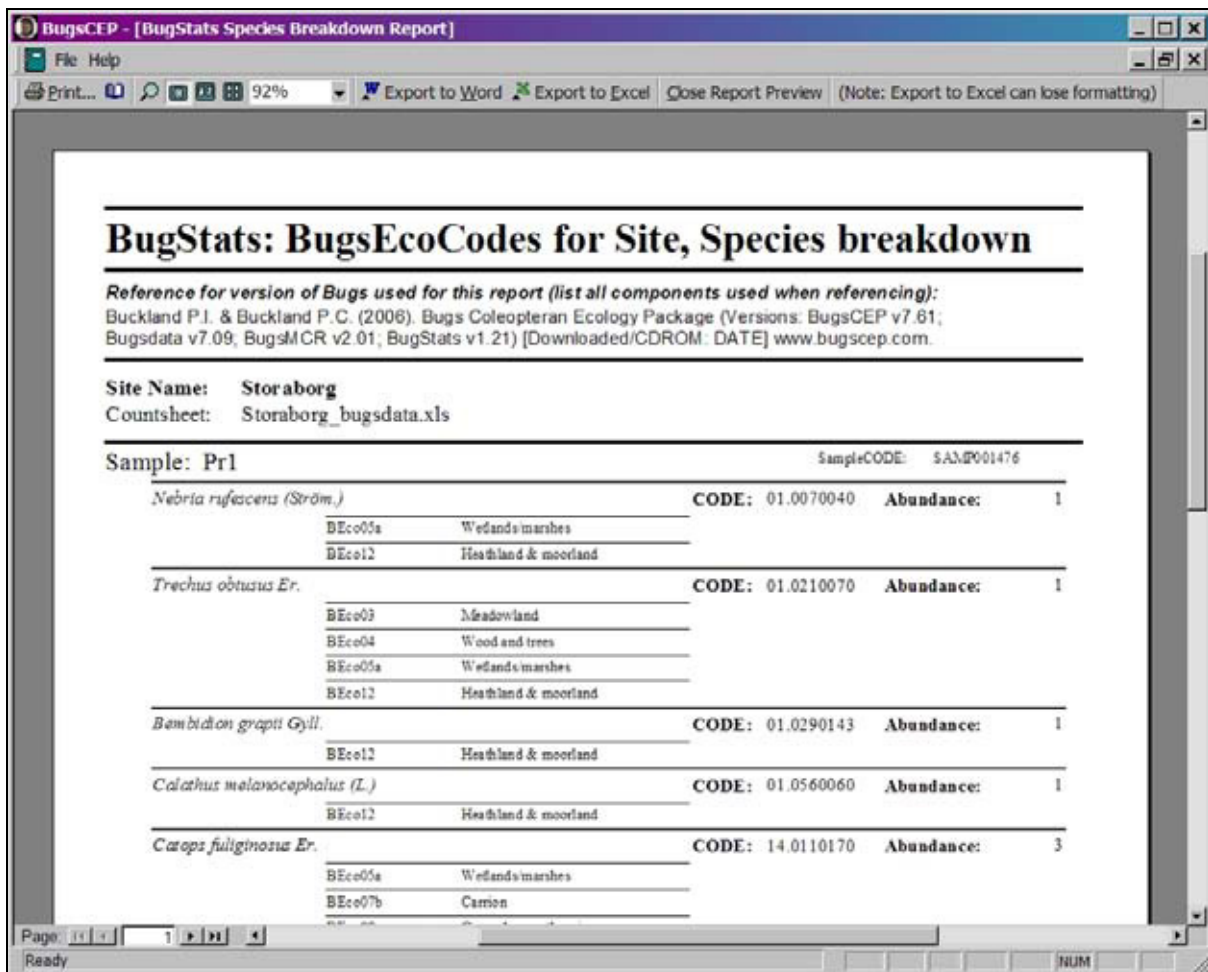 BugsCEP - [BugStats Species Breakdown Report]
File Help
Print... 92% Export to Word Export to Excel Close Report Preview (Note: Export to Excel can lose formatting)
BugStats: BugsEcoCodes for Site, Species breakdown
Reference for version of Bugs used for this report (list all components used when referencing):
Buckland P.I. & Buckland P.C. (2006). Bugs Coleopteran Ecology Package (Versions: BugsCEP v7.61;
Bugsdata v7.09; BugsMCR v2.01; BugStats v1.21) [Downloaded/CDROM: DATE] www.bugscep.com.
Site Name: Storaborg
Countsheet: Storaborg_bugsdata.xls
Sample: Pr1 SampleCODE: SAMP001476
Nebria rufescens (Ström.) CODE: 01.0070040 Abundance: 1
BEco05a Wetlands/marshes
BEco12 Heathland & moorland
Trechus obtusus Er. CODE: 01.0210070 Abundance: 1
BEco03 Meadowland
BEco04 Wood and trees
BEco05a Wetlands/marshes
BEco12 Heathland & moorland
Bembidion grapii Gyll. CODE: 01.0290143 Abundance: 1
BEco12 Heathland & moorland
Calathus melanocephalus (L.) CODE: 01.0560060 Abundance: 1
BEco12 Heathland & moorland
Catops fuliginosus Er. CODE: 14.0110170 Abundance: 3
BEco05a Wetlands/marshes
BEco07b Carrion
Page: 1
Ready NUM